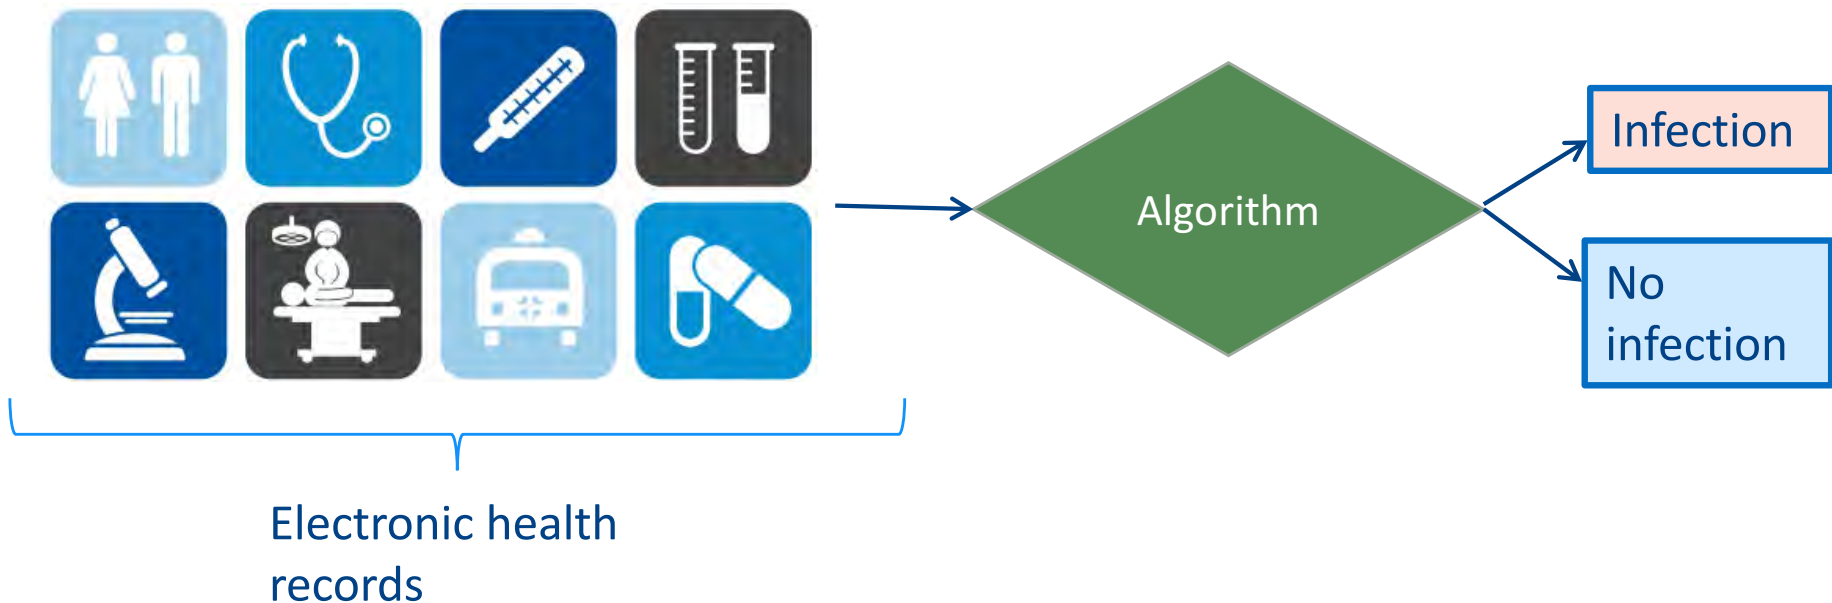 Infection
Algorithm
No
infection
Electronic health
records